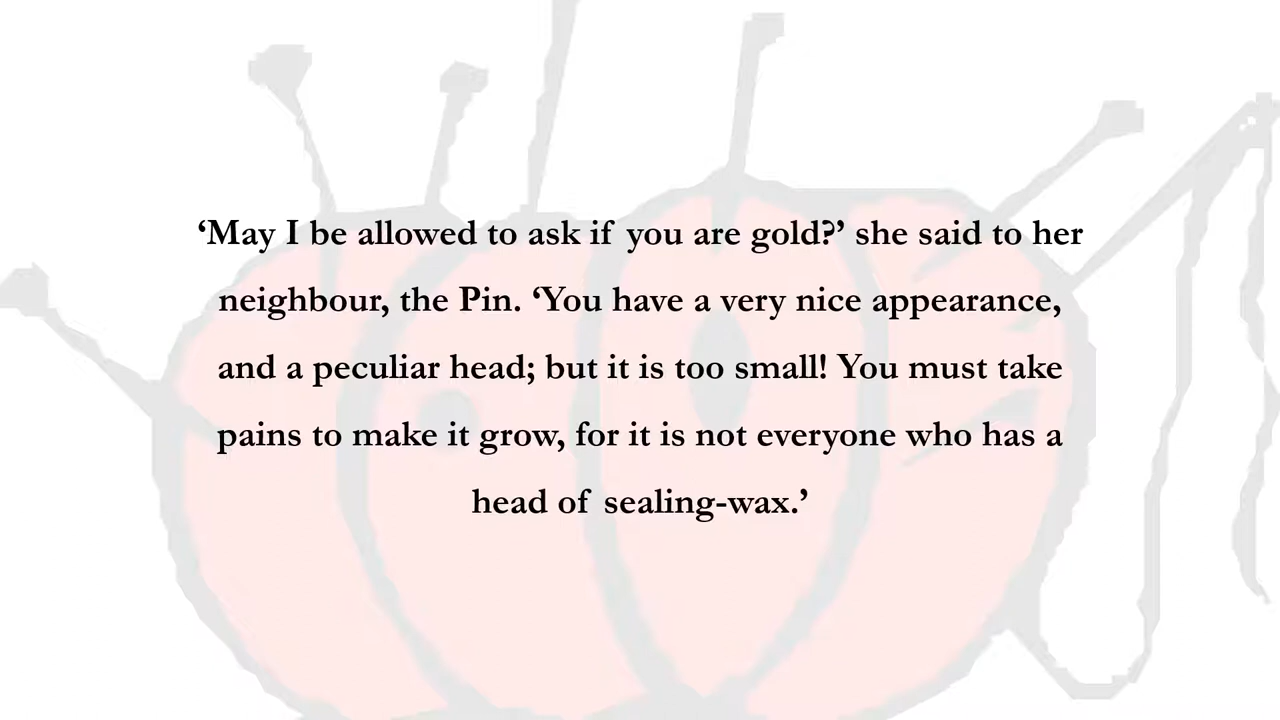 ‘May I be allowed to ask if you are gold?’ she said to her
neighbour, the Pin. ‘You have a very nice appearance,
and a peculiar head; but it is too small! You must take
pains to make it grow, for it is not everyone who has a
head of sealing-wax.’